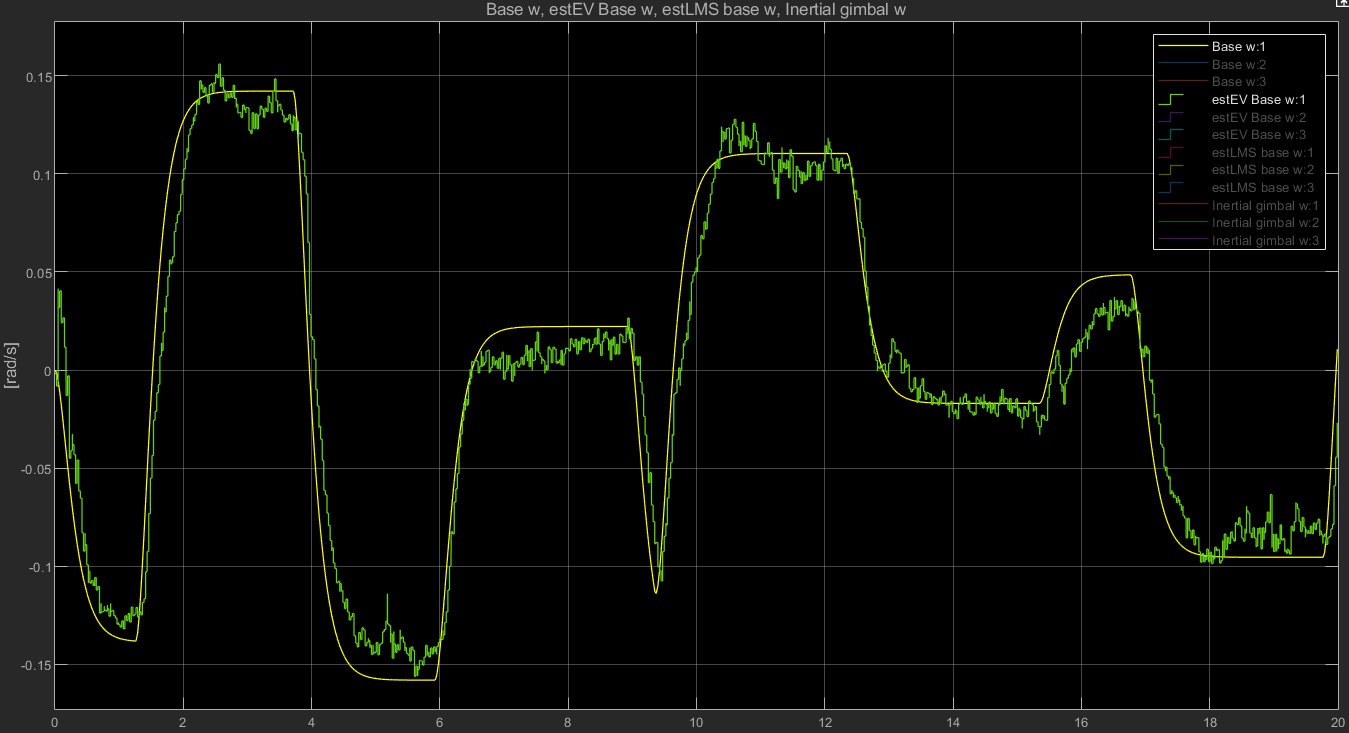 Base w, estEV Base w, estLMS base w, Inertial gimbal w
Base w:1
Base w:2
Base w:3
estEV Base w:1
estEV Base w:2
estEV Base w:3
estLMS base w:1
estLMS base w:2
estLMS base w:3
Inertial gimbal w:1
Inertial gimbal w:2
Inertial gimbal w:3
[rad/s]
0.15
0.1
0.05
0
-0.05
-0.1
-0.15
0 2 4 6 8 10 12 14 16 18 20